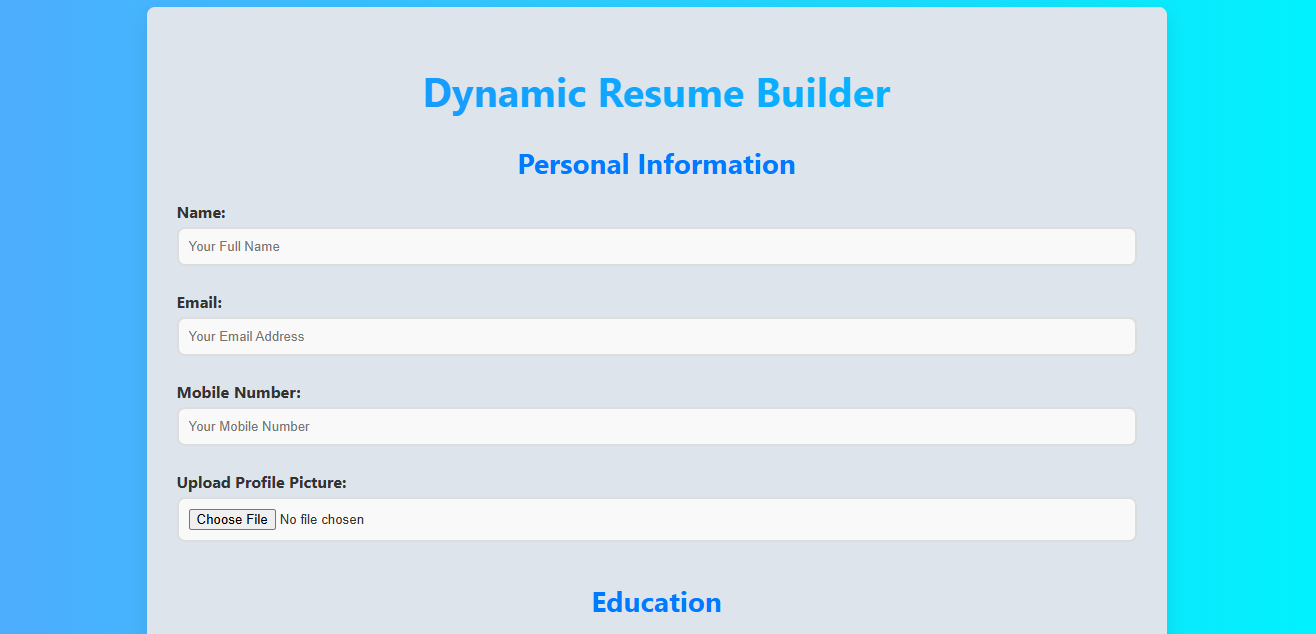 Dynamic Resume Builder
Personal Information
Name:
Your Full Name
Email:
Your Email Address
Mobile Number:
Your Mobile Number
Upload Profile Picture:
Choose File No file chosen
Education